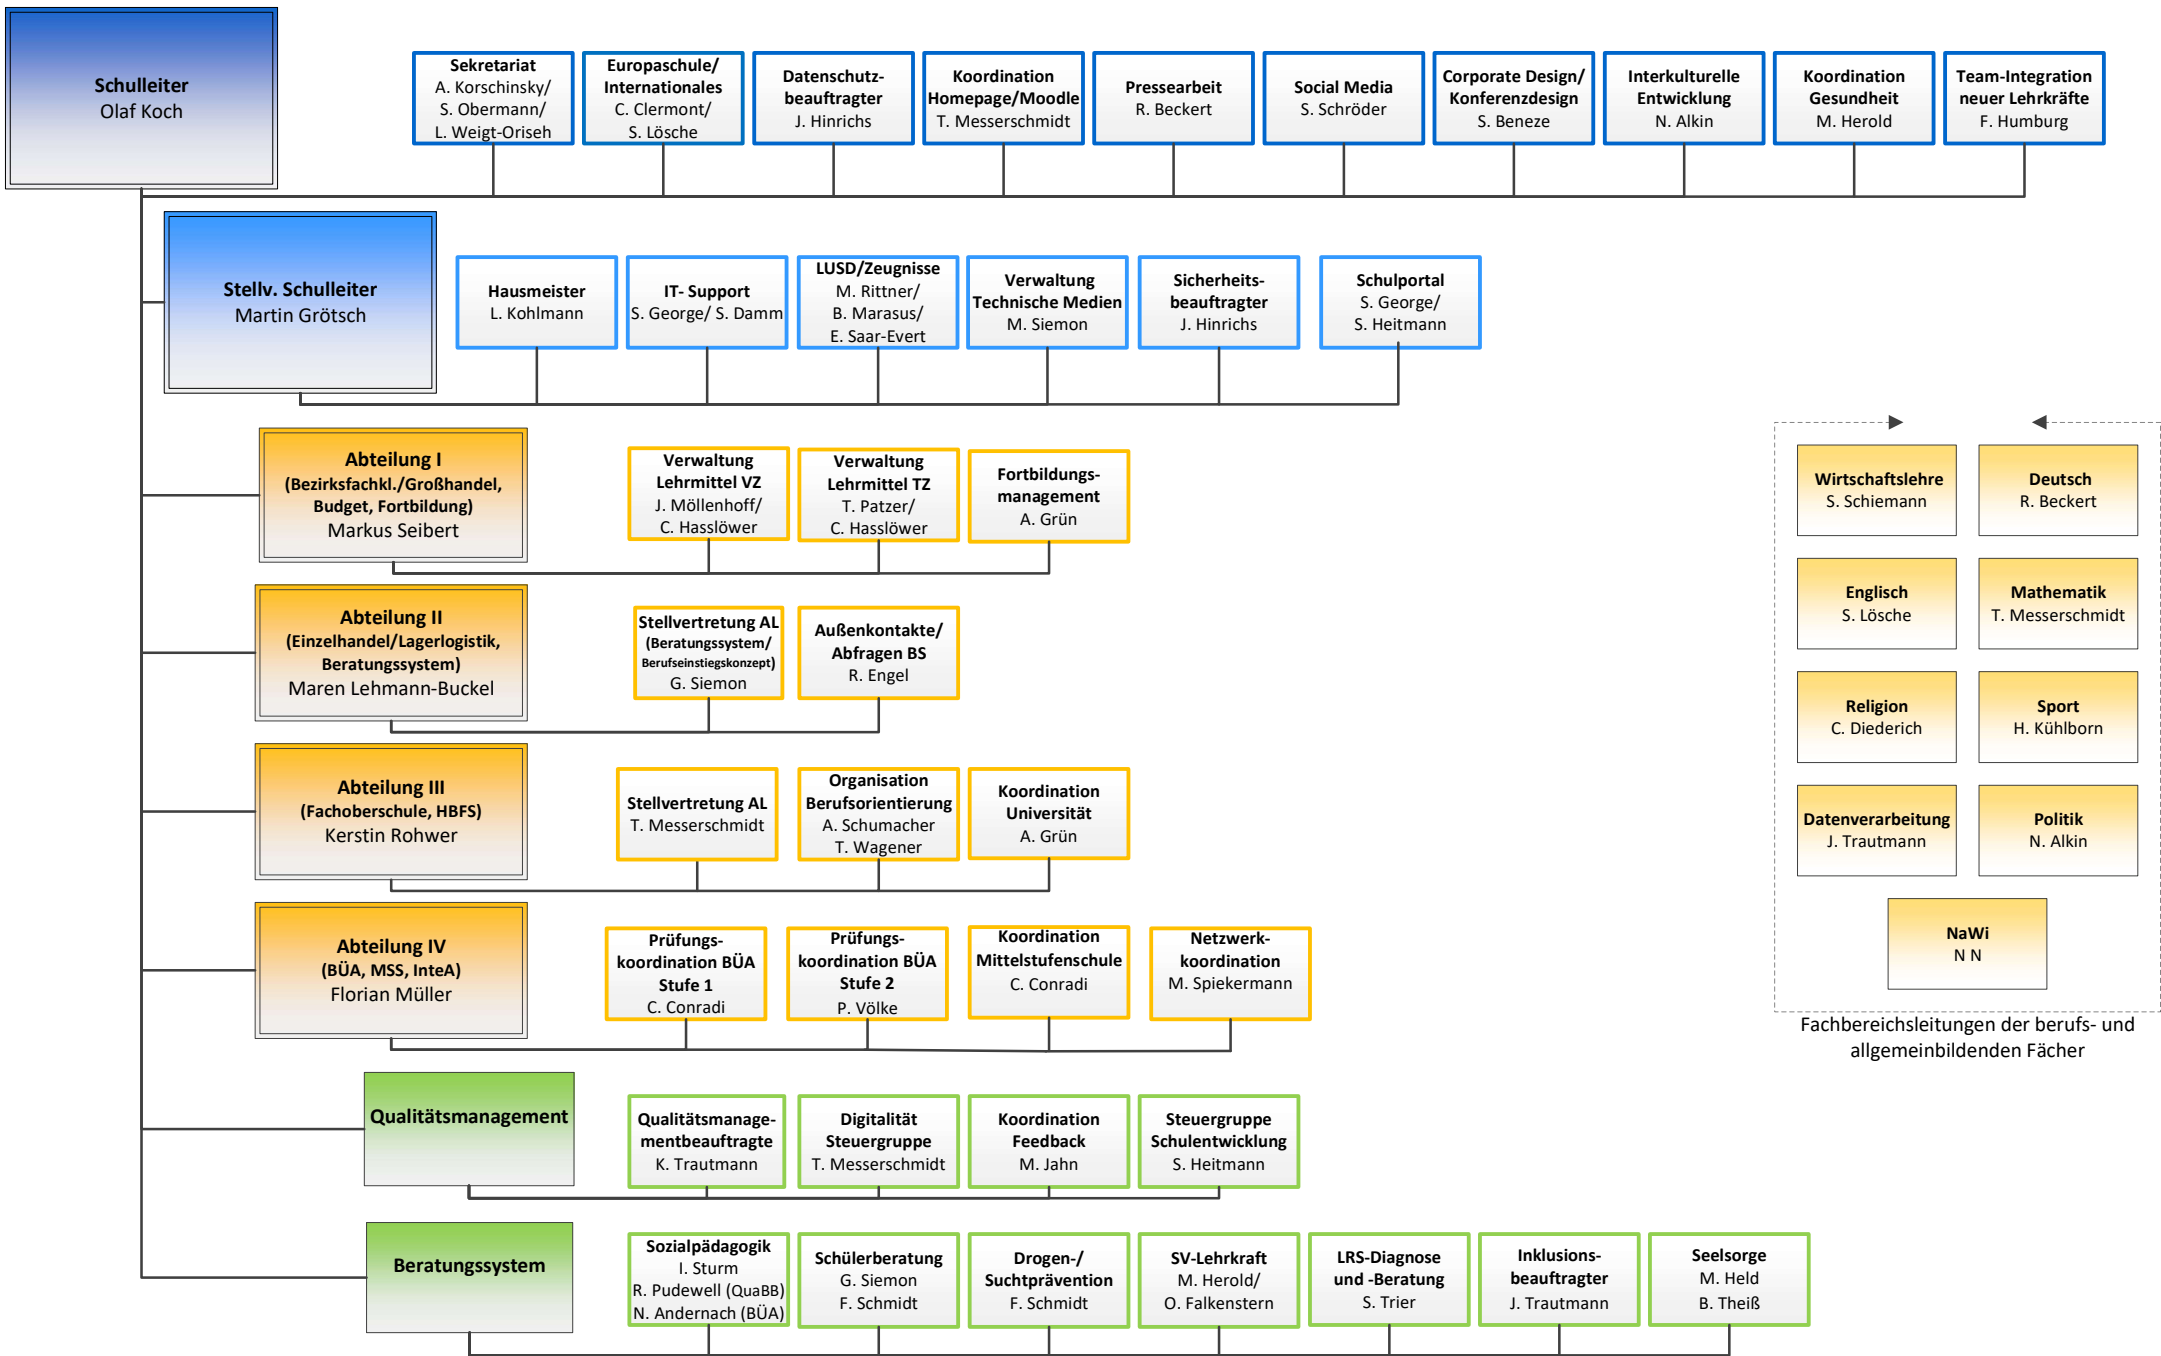 Schulleiter
Olaf Koch
Sekretariat
A. Korschinsky/
S. Obermann/
L. Weigt-Oriseh
Europaschule/
Internationales
C. Clermont/
S. Lösche
Datenschutz-
beauftragter
J. Hinrichs
Koordination
Homepage/Moodle
T. Messerschmidt
Pressearbeit
R. Beckert
Social Media
S. Schröder
Corporate Design/
Konferenzdesign
S. Beneze
Interkulturelle
Entwicklung
N. Alkin
Koordination
Gesundheit
M. Herold
Team-Integration
neuer Lehrkräfte
F. Humburg
Stellv. Schulleiter
Martin Grötsch
Hausmeister
L. Kohlmann
IT- Support
S. George/ S. Damm
LUSD/Zeugnisse
M. Rittner/
B. Marasus/
E. Saar-Evert
Verwaltung
Technische Medien
M. Siemon
Sicherheits-
beauftragter
J. Hinrichs
Schulportal
S. George/
S. Heitmann
Abteilung I
(Bezirksfachkl./Großhandel,
Budget, Fortbildung)
Markus Seibert
Verwaltung
Lehrmittel VZ
J. Möllenhoff/
C. Hasslöwer
Verwaltung
Lehrmittel TZ
T. Patzer/
C. Hasslöwer
Fortbildungs-
management
A. Grün
Abteilung II
(Einzelhandel/Lagerlogistik,
Beratungssystem)
Maren Lehmann-Buckel
Stellvertretung AL
(Beratungssystem/
Berufseinstiegskonzept)
G. Siemon
Außenkontakte/
Abfragen BS
R. Engel
Abteilung III
(Fachoberschule, HBFS)
Kerstin Rohwer
Stellvertretung AL
T. Messerschmidt
Organisation
Berufsorientierung
A. Schumacher
T. Wagener
Koordination
Universität
A. Grün
Abteilung IV
(BÜA, MSS, InteA)
Florian Müller
Prüfungs-
koordination BÜA
Stufe 1
C. Conradi
Prüfungs-
koordination BÜA
Stufe 2
P. Völke
Koordination
Mittelstufenschule
C. Conradi
Netzwerk-
koordination
M. Spiekermann
Wirtschaftslehre
S. Schiemann
Deutsch
R. Beckert
Englisch
S. Lösche
Mathematik
T. Messerschmidt
Religion
C. Diederich
Sport
H. Kühlborn
Datenverarbeitung
J. Trautmann
Politik
N. Alkin
NaWi
N N
Fachbereichsleitungen der berufs- und
allgemeinbildenden Fächer
Qualitätsmanagement
Qualitätsmanage-
mentbeauftragte
K. Trautmann
Digitalität
Steuergruppe
T. Messerschmidt
Koordination
Feedback
M. Jahn
Steuergruppe
Schulentwicklung
S. Heitmann
Beratungssystem
Sozialpädagogik
I. Sturm
R. Pudewell (QuaBB)
N. Andernach (BÜA)
Schülerberatung
G. Siemon
F. Schmidt
Drogen-/
Suchtprävention
F. Schmidt
SV-Lehrkraft
M. Herold/
O. Falkenstern
LRS-Diagnose
und -Beratung
S. Trier
Inklusions-
beauftragter
J. Trautmann
Seelsorge
M. Held
B. Theiß